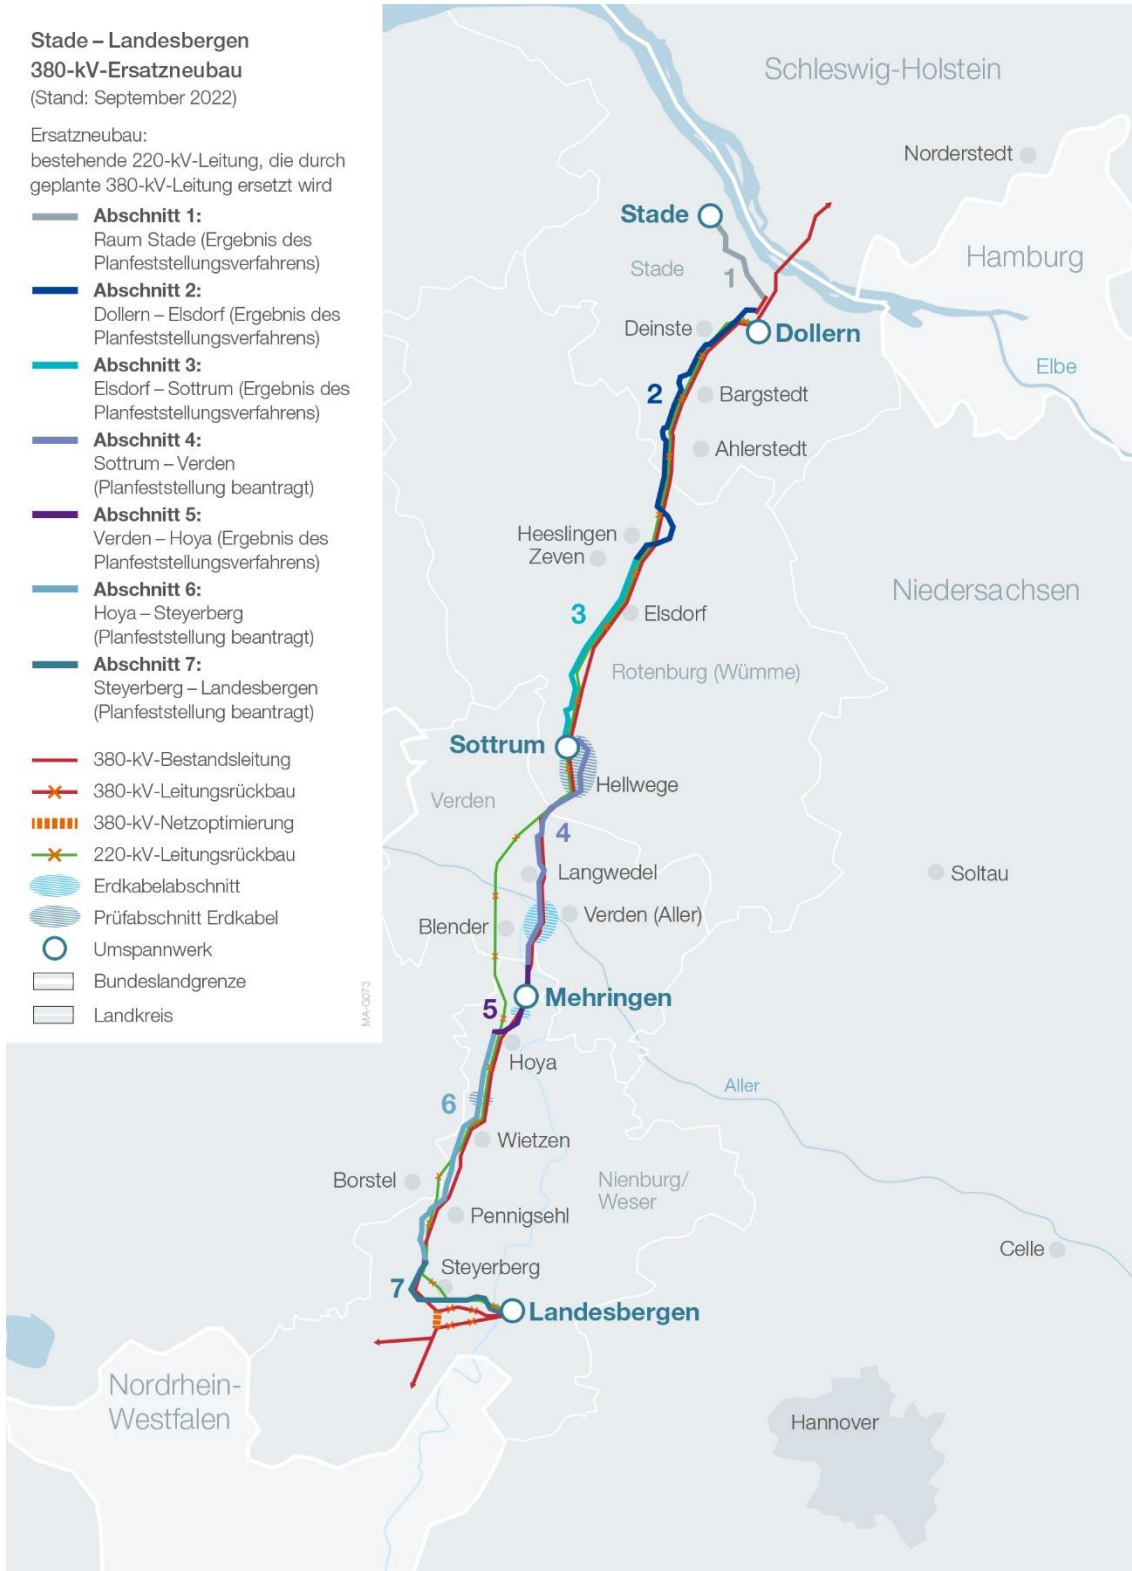 Stade – Landesbergen
380-kV-Ersatzneubau
(Stand: September 2022)
Ersatzneubau:
bestehende 220-kV-Leitung, die durch
geplante 380-kV-Leitung ersetzt wird
Abschnitt 1:
Raum Stade (Ergebnis des
Planfeststellungsverfahrens)
Abschnitt 2:
Dollern – Elsdorf (Ergebnis des
Planfeststellungsverfahrens)
Abschnitt 3:
Elsdorf – Sottrum (Ergebnis des
Planfeststellungsverfahrens)
Abschnitt 4:
Sottrum – Verden
(Planfeststellung beantragt)
Abschnitt 5:
Verden – Hoya (Ergebnis des
Planfeststellungsverfahrens)
Abschnitt 6:
Hoya – Steyerberg
(Planfeststellung beantragt)
Abschnitt 7:
Steyerberg – Landesbergen
(Planfeststellung beantragt)
380-kV-Bestandsleitung
380-kV-Leitungsrückbau
380-kV-Netzoptimierung
220-kV-Leitungsrückbau
Erdkabelabschnitt
Prüfabschnitt Erdkabel
Umspannwerk
Bundeslandgrenze
Landkreis
MA-G073
Schleswig-Holstein
Norderstedt
Stade
Hamburg
Stade
1
Deinste
Dollern
Elbe
2
Bargstedt
Ahlerstedt
Heeslingen
Zeven
Niedersachsen
3
Elsdorf
Rotenburg (Wümme)
Sottrum
Hellwege
Verden
4
Langwedel
Soltau
Blender
Verden (Aller)
Mehringen
5
Hoya
Aller
6
Wietzen
Borstel
Nienburg/
Weser
Pennigsehl
Celle
Steyerberg
7
Landesbergen
Nordrhein-
Westfalen
Hannover